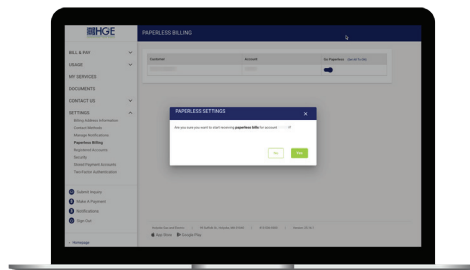 HGE
PAPERLESS BILLING
BILL & PAY
USAGE
MY SERVICES
DOCUMENTS
CONTACT US
SETTINGS
Billing Address Information
Contact Methods
Manage Notifications
Paperless Billing
Registered Accounts
Security
Stored Payment Accounts
Two-Factor Authentication
Submit Inquiry
Make A Payment
Notifications
Sign Out
Homepage
Customer Account Go Paperless
PAPERLESS SETTINGS
Are you sure you want to start receiving paperless bills for account
No Yes
App Store Google Play